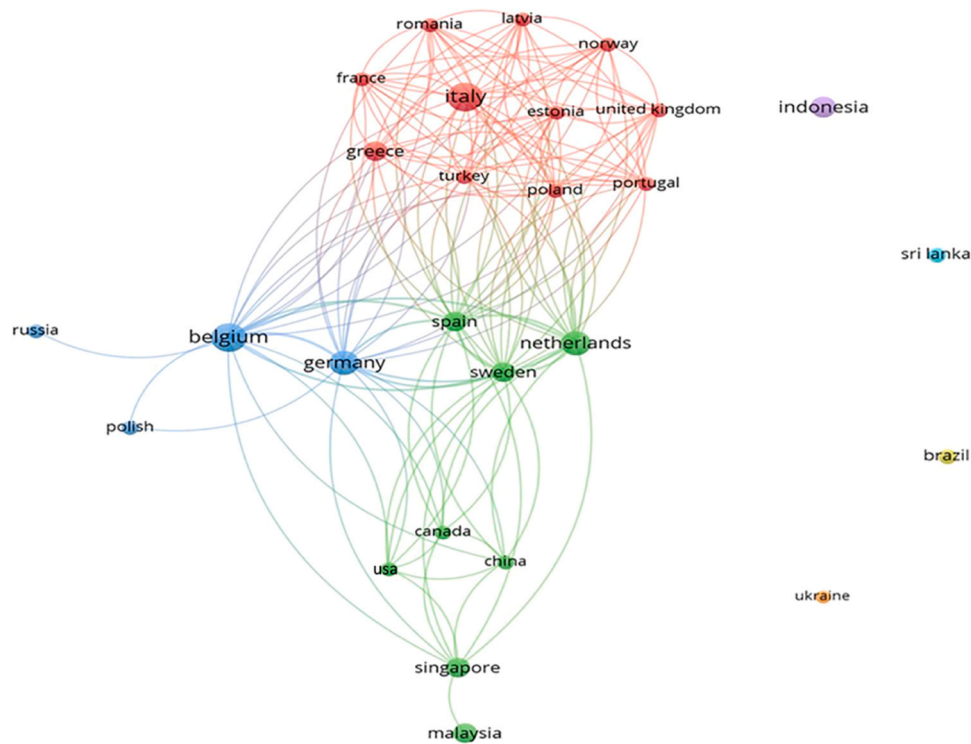 latvia
romania
norway
france
italy
estonia
united kingdom
indonesia
greece
turkey
poland
portugal
sri lanka
russia
belgium
spain
netherlands
germany
sweden
polish
brazil
canada
china
usa
ukraine
singapore
malaysia